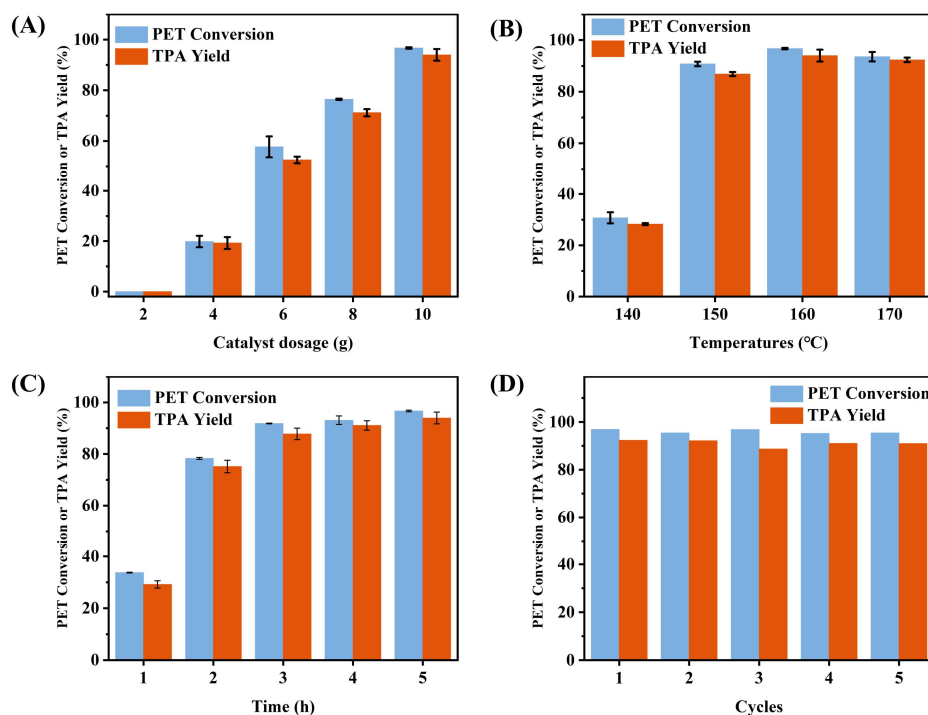 (A)
PET Conversion
TPA Yield
PET Conversion or TPA Yield (%)
100
80
60
40
20
0
2 4 6 8 10
Catalyst dosage (g)
(B)
PET Conversion
TPA Yield
PET Conversion or TPA Yield (%)
100
80
60
40
20
0
140 150 160 170
Temperatures (°C)
(C)
PET Conversion
TPA Yield
PET Conversion or TPA Yield (%)
100
80
60
40
20
0
1 2 3 4 5
Time (h)
(D)
PET Conversion
TPA Yield
PET Conversion or TPA Yield (%)
100
80
60
40
20
0
1 2 3 4 5
Cycles